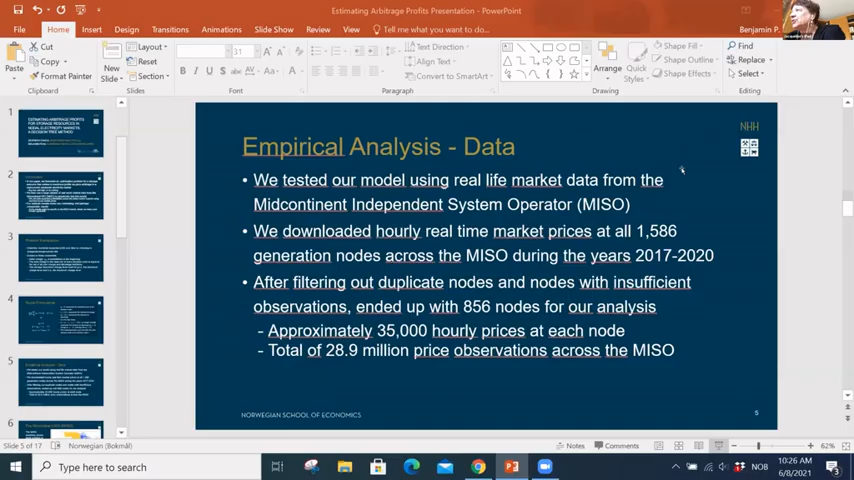 Estimating Arbitrage Profits Presentation - PowerPoint
Benjamin P.
File Home Insert Design Transitions Animations Slide Show Review View Tell me what you want to do...
Cut
Copy
Format Painter
Paste
Clipboard
New
Slide
Layout
Reset
Section
Slides
31
Font
Text Direction
Align Text
Convert to SmartArt
Paragraph
Arrange
Quick
Styles
Shape Fill
Shape Outline
Shape Effects
Drawing
Find
Replace
Select
Editing
1
2
3
4
5
6
NHH
Empirical Analysis - Data
• We tested our model using real life market data from the
Midcontinent Independent System Operator (MISO)
• We downloaded hourly real time market prices at all 1,586
generation nodes across the MISO during the years 2017-2020
• After filtering out duplicate nodes and nodes with insufficient
observations, ended up with 856 nodes for our analysis
- Approximately 35,000 hourly prices at each node
- Total of 28.9 million price observations across the MISO
NORWEGIAN SCHOOL OF ECONOMICS
5
Slide 5 of 17 Norwegian (Bokmål)
Notes Comments
62%
Type here to search
NOB
10:26 AM
6/8/2021